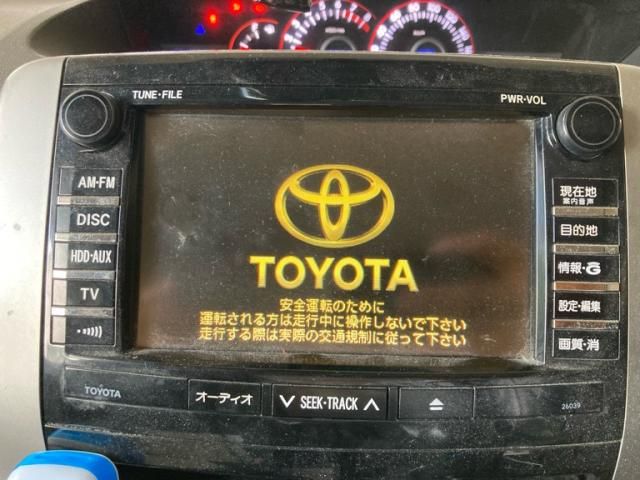 TUNE·FILE
PWR·VOL
AM·FM
DISC
HDD·AUX
TV
現在地
案内音声
目的地
情報·G
設定·編集
画質·消
TOYOTA
安全運転のために
運転される方は走行中に操作しないで下さい
走行する際は実際の交通規制に従って下さい
TOYOTA
オーディオ
SEEK·TRACK
26039